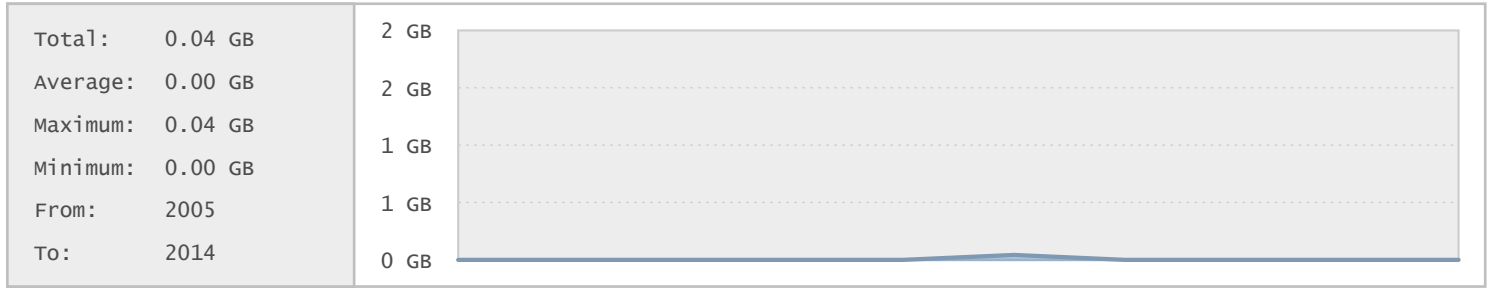 Total: 0.04 GB
Average: 0.00 GB
Maximum: 0.04 GB
Minimum: 0.00 GB
From: 2005
To: 2014
2 GB
2 GB
1 GB
1 GB
0 GB